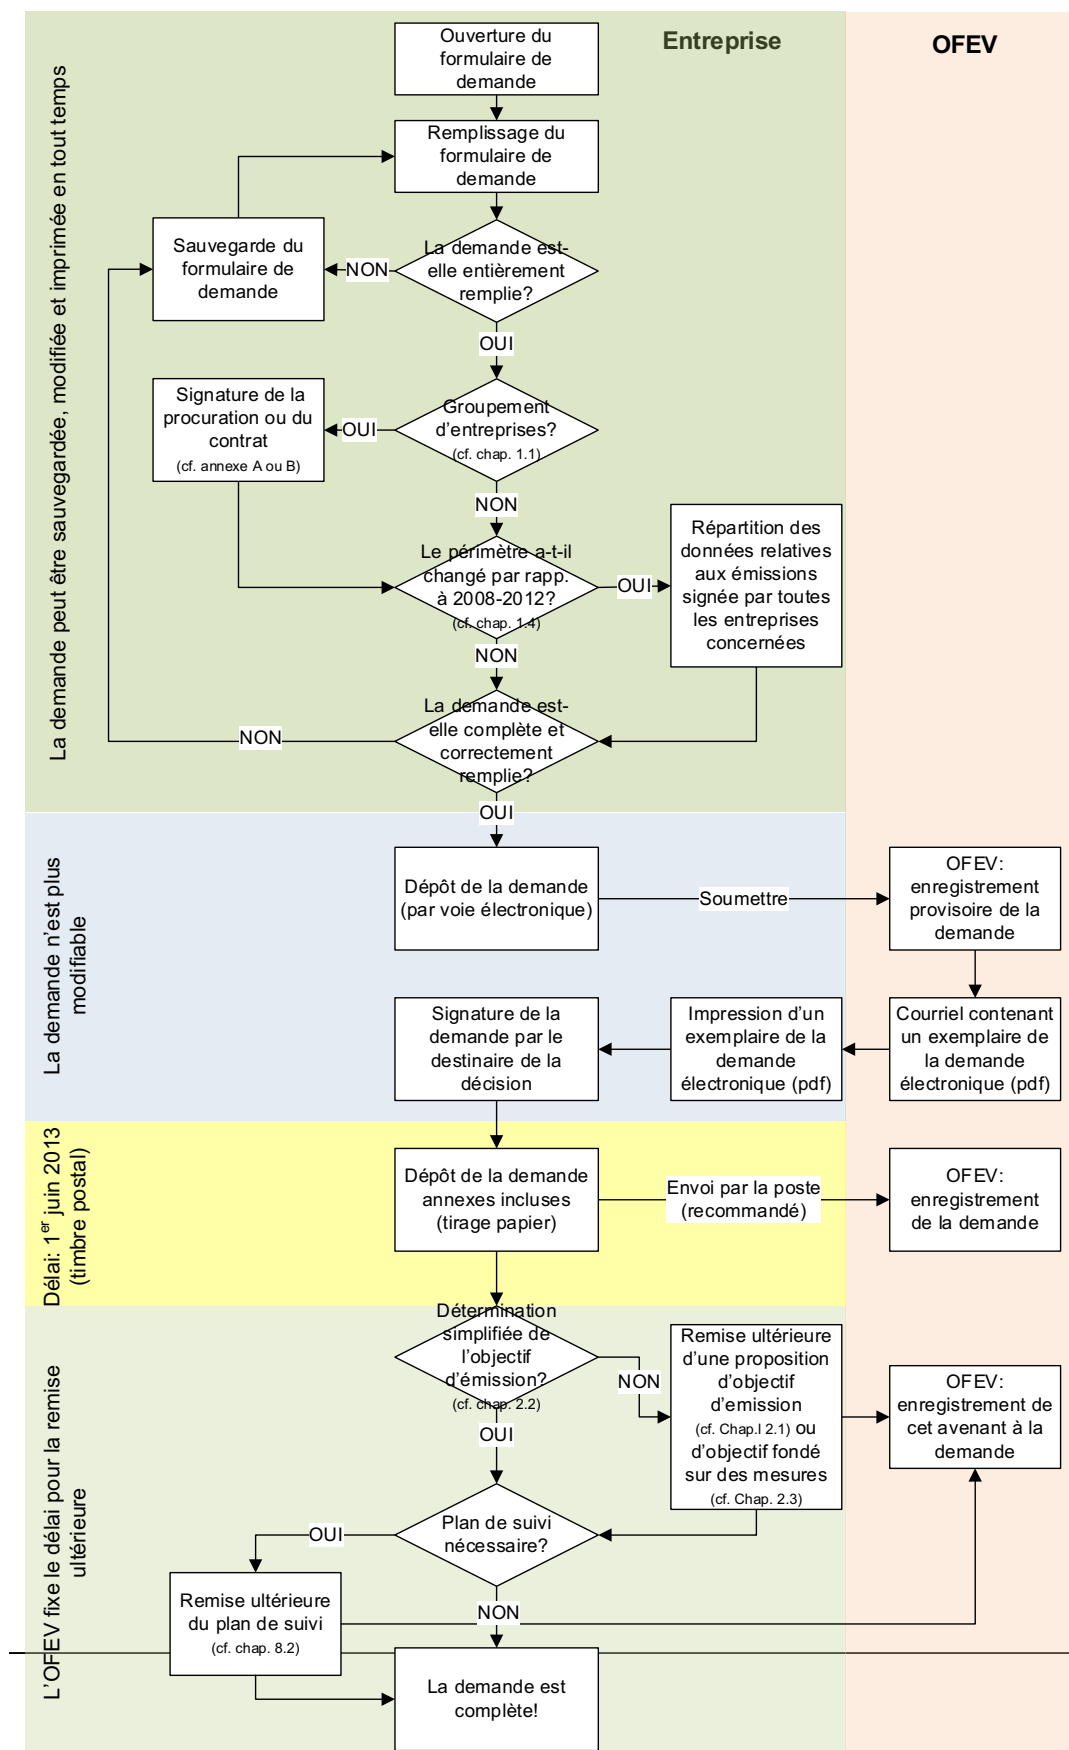 Entreprise
OFEV
La demande peut être sauvegardée, modifiée et imprimée en tout temps
Ouverture du
formulaire de
demande
Remplissage du
formulaire de
demande
La demande est-
elle entièrement
remplie?
NON
Sauvegarde du
formulaire de
demande
OUI
Groupement
d'entreprises?
(cf. chap. 1.1)
OUI
Signature de la
procuration ou du
contrat
(cf. annexe A ou B)
NON
Le périmètre a-t-il
changé par rapp.
à 2008-2012?
(cf. chap. 1.4)
OUI
Répartition des
données relatives
aux émissions
signée par toutes
les entreprises
concernées
NON
La demande est-
elle complète et
correctement
remplie?
NON
OUI
La demande n'est plus
modifiable
Dépôt de la demande
(par voie électronique)
Soumettre
OFEV:
enregistrement
provisoire de la
demande
Signature de la
demande par le
destinaire de la
décision
Impression d'un
exemplaire de la
demande
électronique (pdf)
Courriel contenant
un exemplaire de
la demande
électronique (pdf)
Délai: 1er juin 2013
(timbre postal)
Dépôt de la demande
annexes incluses
(tirage papier)
Envoi par la poste
(recommandé)
OFEV:
enregistrement
de la demande
L'OFEV fixe le délai pour la remise
ultérieure
Détermination
simplifiée de
l'objectif
d'émission?
(cf. chap. 2.2)
NON
Remise ultérieure
d'une proposition
d'objectif
d'emission
(cf. Chap.l 2.1) ou
d'objectif fondé
sur des mesures
(cf. Chap. 2.3)
OFEV:
enregistrement de
cet avenant à la
demande
OUI
Plan de suivi
nécessaire?
OUI
Remise ultérieure
du plan de suivi
(cf. chap. 8.2)
NON
La demande est
complète!